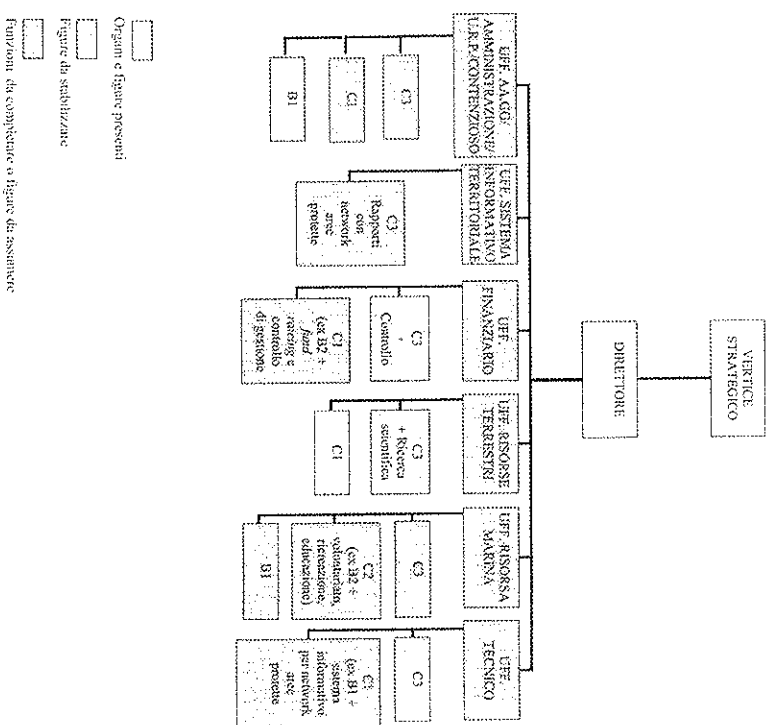 VERTICE
STRATEGICO
DIRETTORE
UFF. AA.GG/
AMMINISTRAZIONE/
U.R.P./CONTENZIOSO
C3
C1
B1
UFF. SISTEMA
INFORMATIVO
TERRITORIALE
C3
Rapporti
con
network
aree
protette
UFF.
FINANZIARIO
C3
+
Controllo
C1
(ex B2 +
fund
raising e
controllo
di gestione
UFF. RISORSE
TERRESTRI
C3
+ Ricerca
scientifica
C1
UFF. RISORSA
MARINA
C3
C2
(ex B2 +
volontariato,
ricreazione,
educazione)
B1
UFF.
TECNICO
C3
C1
(ex B1 +
sistema
informativo
per network
aree
protette
Organi e figure presenti
Figure da stabilizzare
Funzioni da completare o figure da assumere